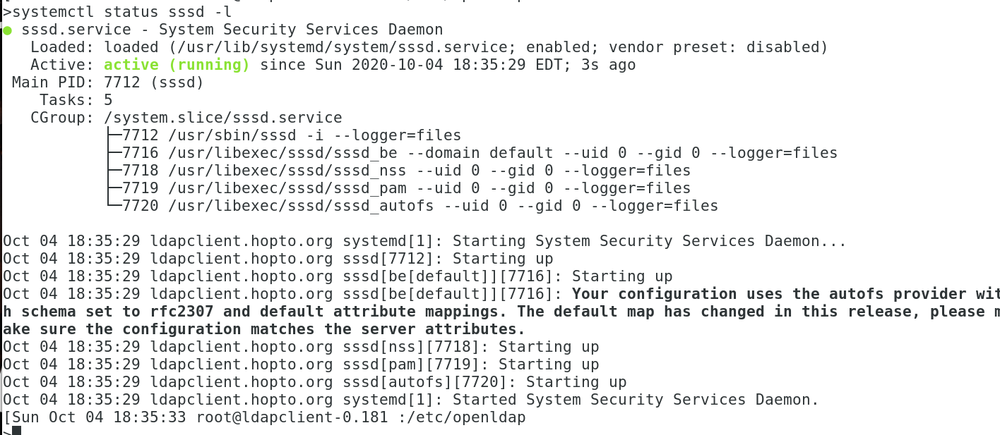 >systemctl status sssd -l
● sssd.service - System Security Services Daemon
   Loaded: loaded (/usr/lib/systemd/system/sssd.service; enabled; vendor preset: disabled)
   Active: active (running) since Sun 2020-10-04 18:35:29 EDT; 3s ago
 Main PID: 7712 (sssd)
    Tasks: 5
   CGroup: /system.slice/sssd.service
           ├─7712 /usr/sbin/sssd -i --logger=files
           ├─7716 /usr/libexec/sssd/sssd_be --domain default --uid 0 --gid 0 --logger=files
           ├─7718 /usr/libexec/sssd/sssd_nss --uid 0 --gid 0 --logger=files
           ├─7719 /usr/libexec/sssd/sssd_pam --uid 0 --gid 0 --logger=files
           └─7720 /usr/libexec/sssd/sssd_autofs --uid 0 --gid 0 --logger=files

Oct 04 18:35:29 ldapclient.hopto.org systemd[1]: Starting System Security Services Daemon...
Oct 04 18:35:29 ldapclient.hopto.org sssd[7712]: Starting up
Oct 04 18:35:29 ldapclient.hopto.org sssd[be[default]][7716]: Starting up
Oct 04 18:35:29 ldapclient.hopto.org sssd[be[default]][7716]: Your configuration uses the autofs provider wit
h schema set to rfc2307 and default attribute mappings. The default map has changed in this release, please m
ake sure the configuration matches the server attributes.
Oct 04 18:35:29 ldapclient.hopto.org sssd[nss][7718]: Starting up
Oct 04 18:35:29 ldapclient.hopto.org sssd[pam][7719]: Starting up
Oct 04 18:35:29 ldapclient.hopto.org sssd[autofs][7720]: Starting up
Oct 04 18:35:29 ldapclient.hopto.org systemd[1]: Started System Security Services Daemon.
[Sun Oct 04 18:35:33 root@ldapclient-0.181 :/etc/openldap
>